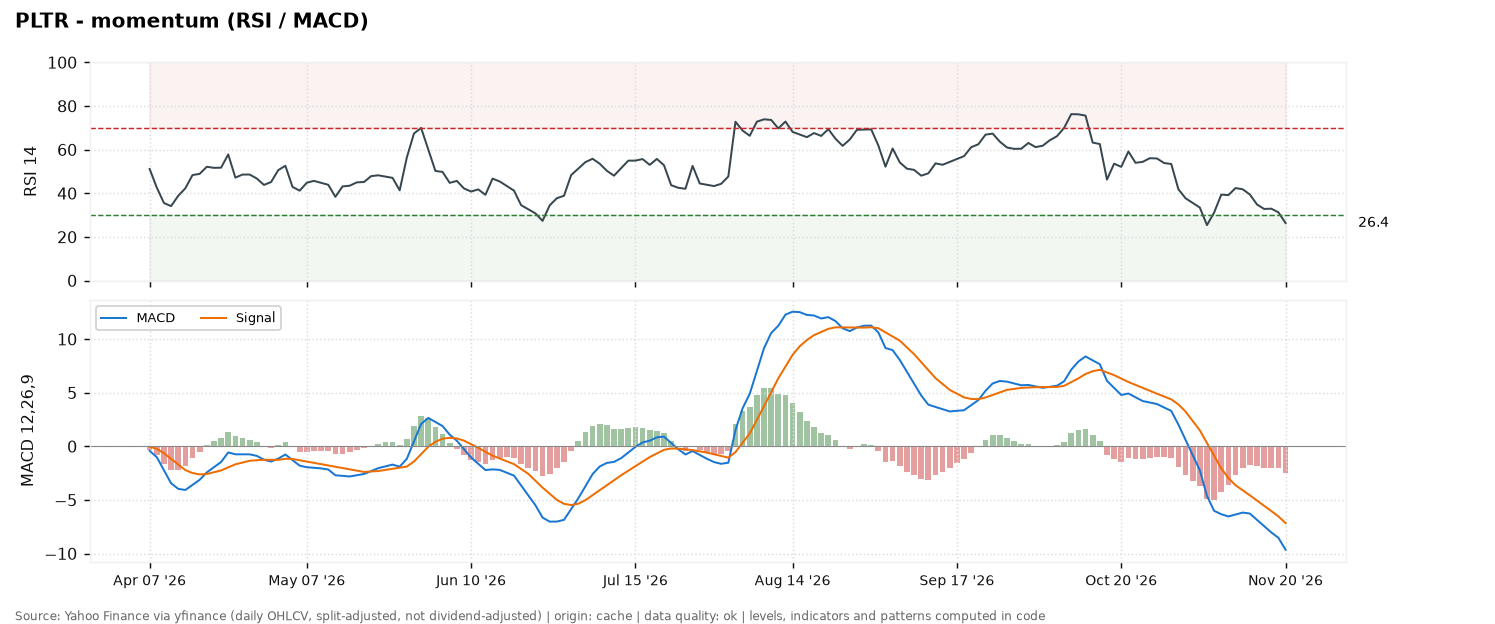 PLTR - momentum (RSI / MACD)
100
80
60
40
20
0
RSI 14
26.4
MACD
Signal
10
5
0
−5
−10
MACD 12,26,9
Apr 07 '26
May 07 '26
Jun 10 '26
Jul 15 '26
Aug 14 '26
Sep 17 '26
Oct 20 '26
Nov 20 '26
Source: Yahoo Finance via yfinance (daily OHLCV, split-adjusted, not dividend-adjusted) | origin: cache | data quality: ok | levels, indicators and patterns computed in code